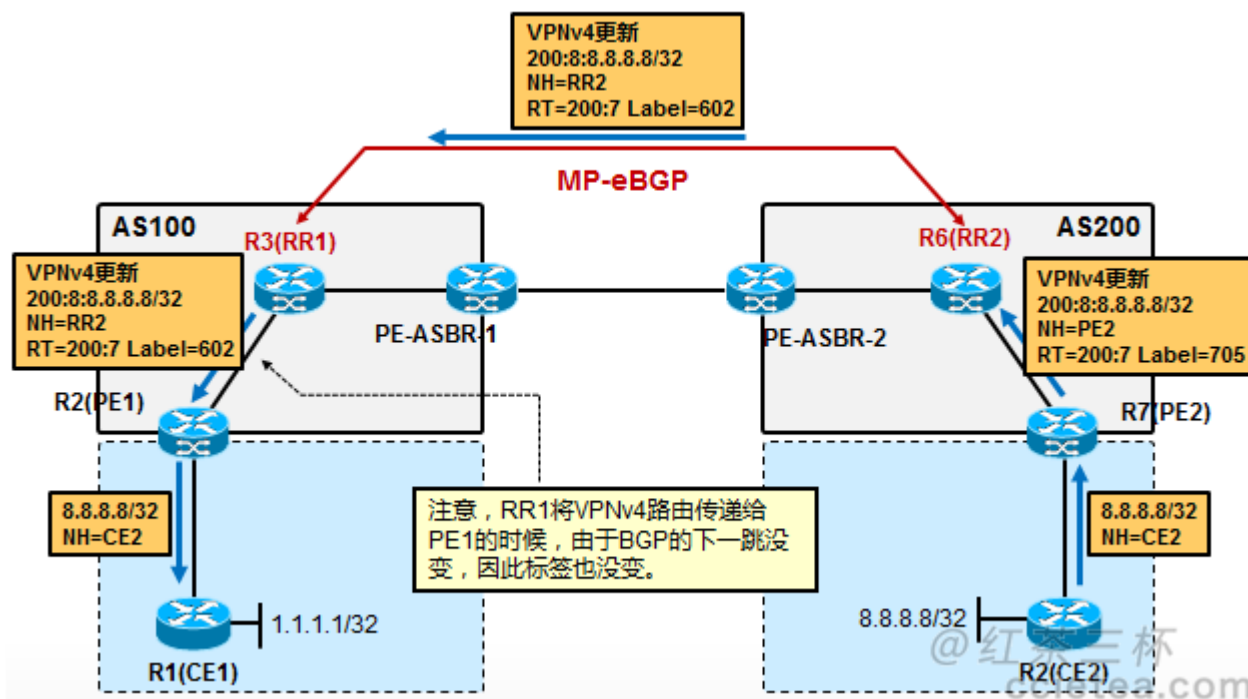 VPNv4更新
200:8:8.8.8.8/32
NH=RR2
RT=200:7 Label=602
MP-eBGP
AS100
R3(RR1)
R6(RR2)
AS200
VPNv4更新
200:8:8.8.8.8/32
NH=RR2
RT=200:7 Label=602
VPNv4更新
200:8:8.8.8.8/32
NH=PE2
RT=200:7 Label=705
PE-ASBR-1
PE-ASBR-2
R2(PE1)
R7(PE2)
8.8.8.8/32
NH=CE2
注意，RR1将VPNv4路由传递给
PE1的时候，由于BGP的下一跳没
变，因此标签也没变。
8.8.8.8/32
NH=CE2
1.1.1.1/32
8.8.8.8/32
R1(CE1)
R2(CE2)
@红茶三杯
ccietea.com